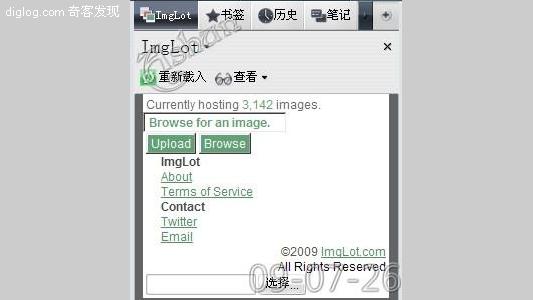 diglog.com 奇客发现
ImgLot 书签 历史 笔记
ImgLot
重新载入 查看
Currently hosting 3,142 images.
Browse for an image.
Upload Browse
ImgLot
About
Terms of Service
Contact
Twitter
Email
©2009 ImgLot.com
All Rights Reserved
09-07-26
选择...